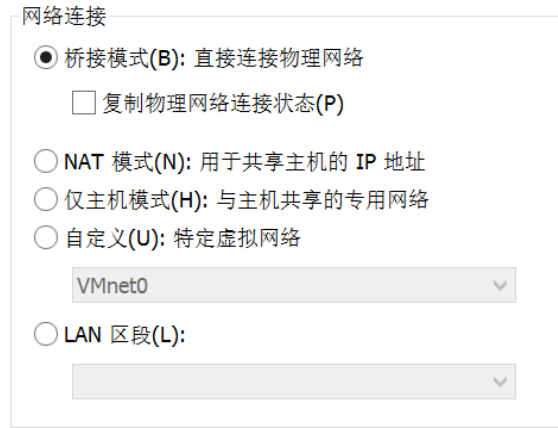 网络连接
桥接模式(B): 直接连接物理网络
复制物理网络连接状态(P)
NAT 模式(N): 用于共享主机的 IP 地址
仅主机模式(H): 与主机共享的专用网络
自定义(U): 特定虚拟网络
VMnet0
LAN 区段(L):